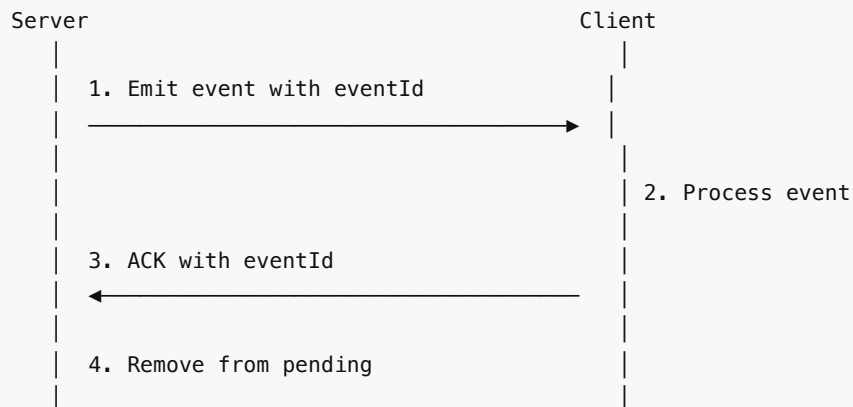 Server Client
1. Emit event with eventId
2. Process event
3. ACK with eventId
4. Remove from pending